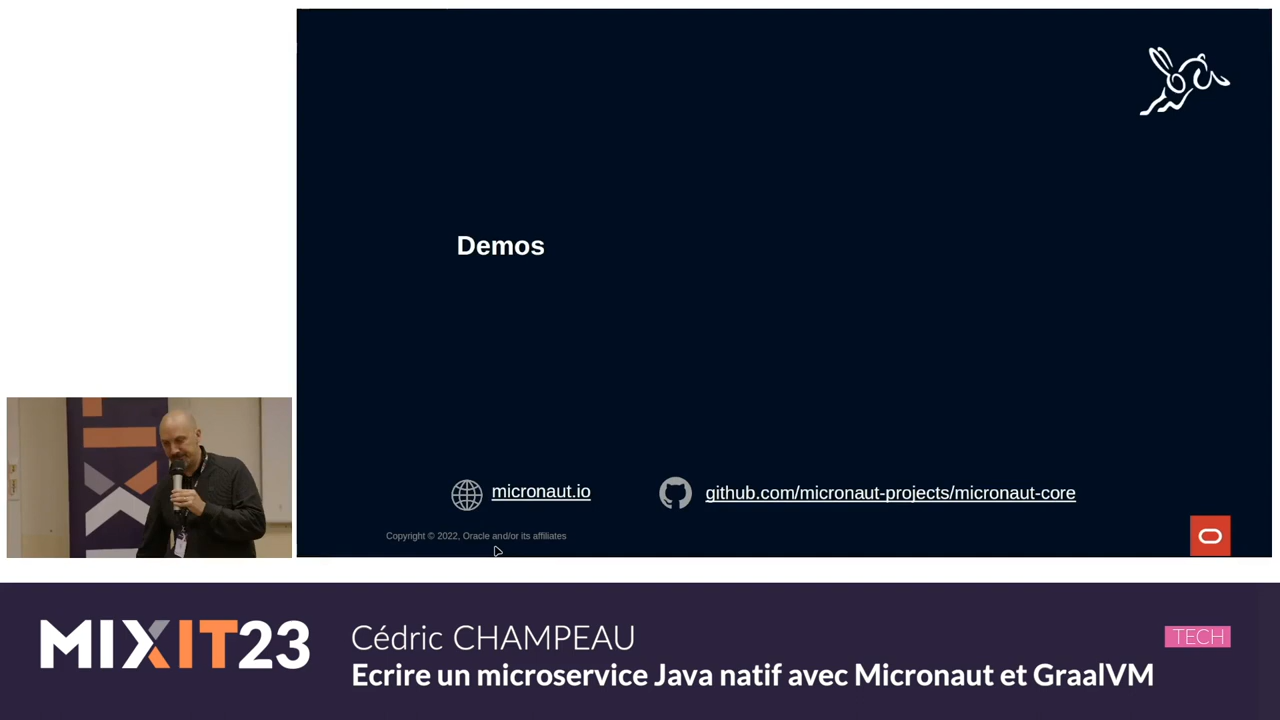 Demos
micronaut.io
github.com/micronaut-projects/micronaut-core
Copyright © 2022, Oracle and/or its affiliates
MIXIT23
Cédric CHAMPEAU
TECH
Ecrire un microservice Java natif avec Micronaut et GraalVM